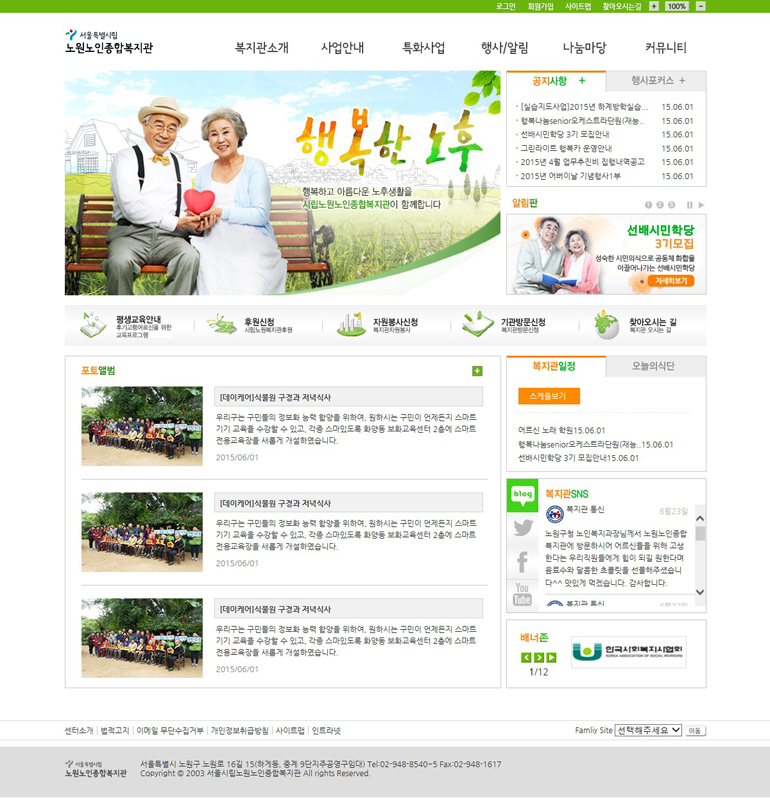 로그인 회원가입 사이트맵 찾아오시는길 + 100% -
서울특별시립
노원노인종합복지관
복지관소개 사업안내 특화사업 행사/알림 나눔마당 커뮤니티
행복한 노후
행복하고 아름다운 노후생활을
시립노원노인종합복지관이 함께합니다
공지사항 + 행사포커스 +
[실습지도사업]2015년 하계방학실습... 15.06.01
행복나눔senior오케스트라단원(재능.. 15.06.01
선배시민학당 3기 모집안내 15.06.01
그린라이트 행복카 운영안내 15.06.01
2015년 4월 업무추진비 집행내역공고 15.06.01
2015년 어버이날 기념행사1부 15.06.01
알림판
1 2 3
선배시민학당
3기모집
성숙한 시민의식으로 공동체 화합을
이끌어나가는 선배시민학당
자세히보기
평생교육안내
후기고령어르신을 위한
교육프로그램
후원신청
시립노원복지관후원
자원봉사신청
복지관자원봉사
기관방문신청
복지관방문신청
찾아오시는 길
복지관 오시는 길
포토앨범
[데이케어]식물원 구경과 저녁식사
우리구는 구민들의 정보화 능력 함양을 위하여, 원하시는 구민이 언제든지 스마트
기기 교육을 수강할 수 있고, 각종 스마있도록 화양동 보화교육센터 2층에 스마트
전용교육장을 새롭게 개설하였습니다.
2015/06/01
[데이케어]식물원 구경과 저녁식사
우리구는 구민들의 정보화 능력 함양을 위하여, 원하시는 구민이 언제든지 스마트
기기 교육을 수강할 수 있고, 각종 스마있도록 화양동 보화교육센터 2층에 스마트
전용교육장을 새롭게 개설하였습니다.
2015/06/01
[데이케어]식물원 구경과 저녁식사
우리구는 구민들의 정보화 능력 함양을 위하여, 원하시는 구민이 언제든지 스마트
기기 교육을 수강할 수 있고, 각종 스마있도록 화양동 보화교육센터 2층에 스마트
전용교육장을 새롭게 개설하였습니다.
2015/06/01
복지관일정 오늘의식단
스케쥴보기
어르신 노래 학원15.06.01
행복나눔senior오케스트라단원(재능..15.06.01
선배시민학당 3기 모집안내15.06.01
blog
You
Tube
복지관SNS
복지관 통신 6월23일
노원구청 노인복지과장님께서 노원노인종합
복지관에 방문하시어 어르신들을 위해 고생
한다는 우리직원들에게 힘이 되길 원한다며
음료수와 달콤한 초콜릿을 선물해주셨습니
다^^ 맛있게 먹겠습니다. 감사합니다.
복지관 통신
배너존
1/12
한국사회복지사협회
KOREA ASSOCIATION OF SOCIAL WORKERS
센터소개 | 법적고지 | 이메일 무단수집거부 | 개인정보취급방침 | 사이트맵 | 인트라넷
Famliy Site 선택해주세요 이동
서울특별시립
노원노인종합복지관
서울특별시 노원구 노원로 16길 15(하계동, 중계 9단지주공영구임대) Tel:02-948-8540~5 Fax:02-948-1617
Copyright © 2003 서울시립노원노인종합복지관 All rights Reserved.